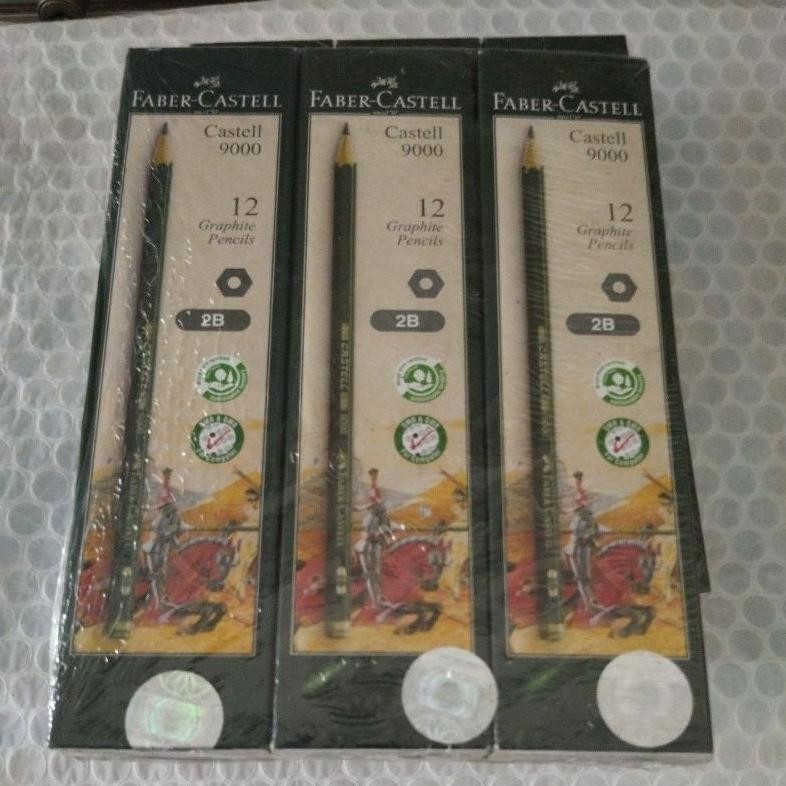 FABER-CASTELL
Castell
9000
12
Graphite
Pencils
2B
FABER-CASTELL
Castell
9000
12
Graphite
Pencils
2B
CASTELL
FABER-CASTELL
Castell
9000
12
Graphite
Pencils
2B